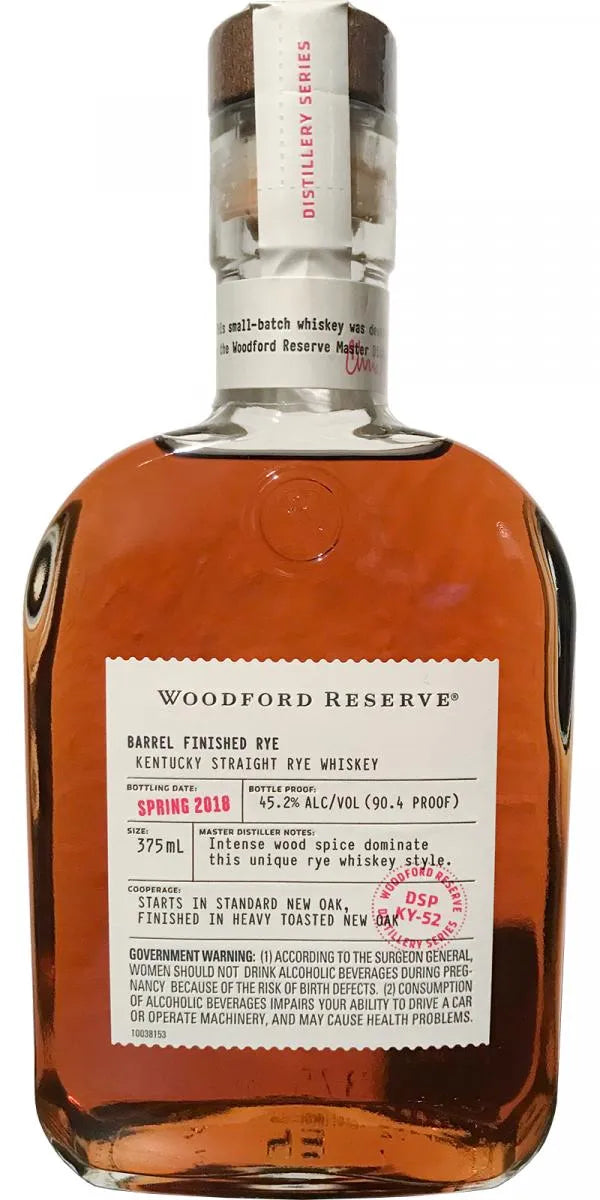 DISTILLERY SERIES
small-batch whiskey was
the Woodford Reserve Master
WOODFORD RESERVE®
BARREL FINISHED RYE
KENTUCKY STRAIGHT RYE WHISKEY
BOTTLING DATE:
SPRING 2018
BOTTLE PROOF:
45.2% ALC/VOL (90.4 PROOF)
SIZE:
375mL
MASTER DISTILLER NOTES:
Intense wood spice dominate
this unique rye whiskey style.
COOPERAGE:
STARTS IN STANDARD NEW OAK,
FINISHED IN HEAVY TOASTED NEW OAK
WOODFORD RESERVE
DSP
KY-52
DISTILLERY SERIES
GOVERNMENT WARNING: (1) ACCORDING TO THE SURGEON GENERAL,
WOMEN SHOULD NOT DRINK ALCOHOLIC BEVERAGES DURING PREG-
NANCY BECAUSE OF THE RISK OF BIRTH DEFECTS. (2) CONSUMPTION
OF ALCOHOLIC BEVERAGES IMPAIRS YOUR ABILITY TO DRIVE A CAR
OR OPERATE MACHINERY, AND MAY CAUSE HEALTH PROBLEMS.
10038153